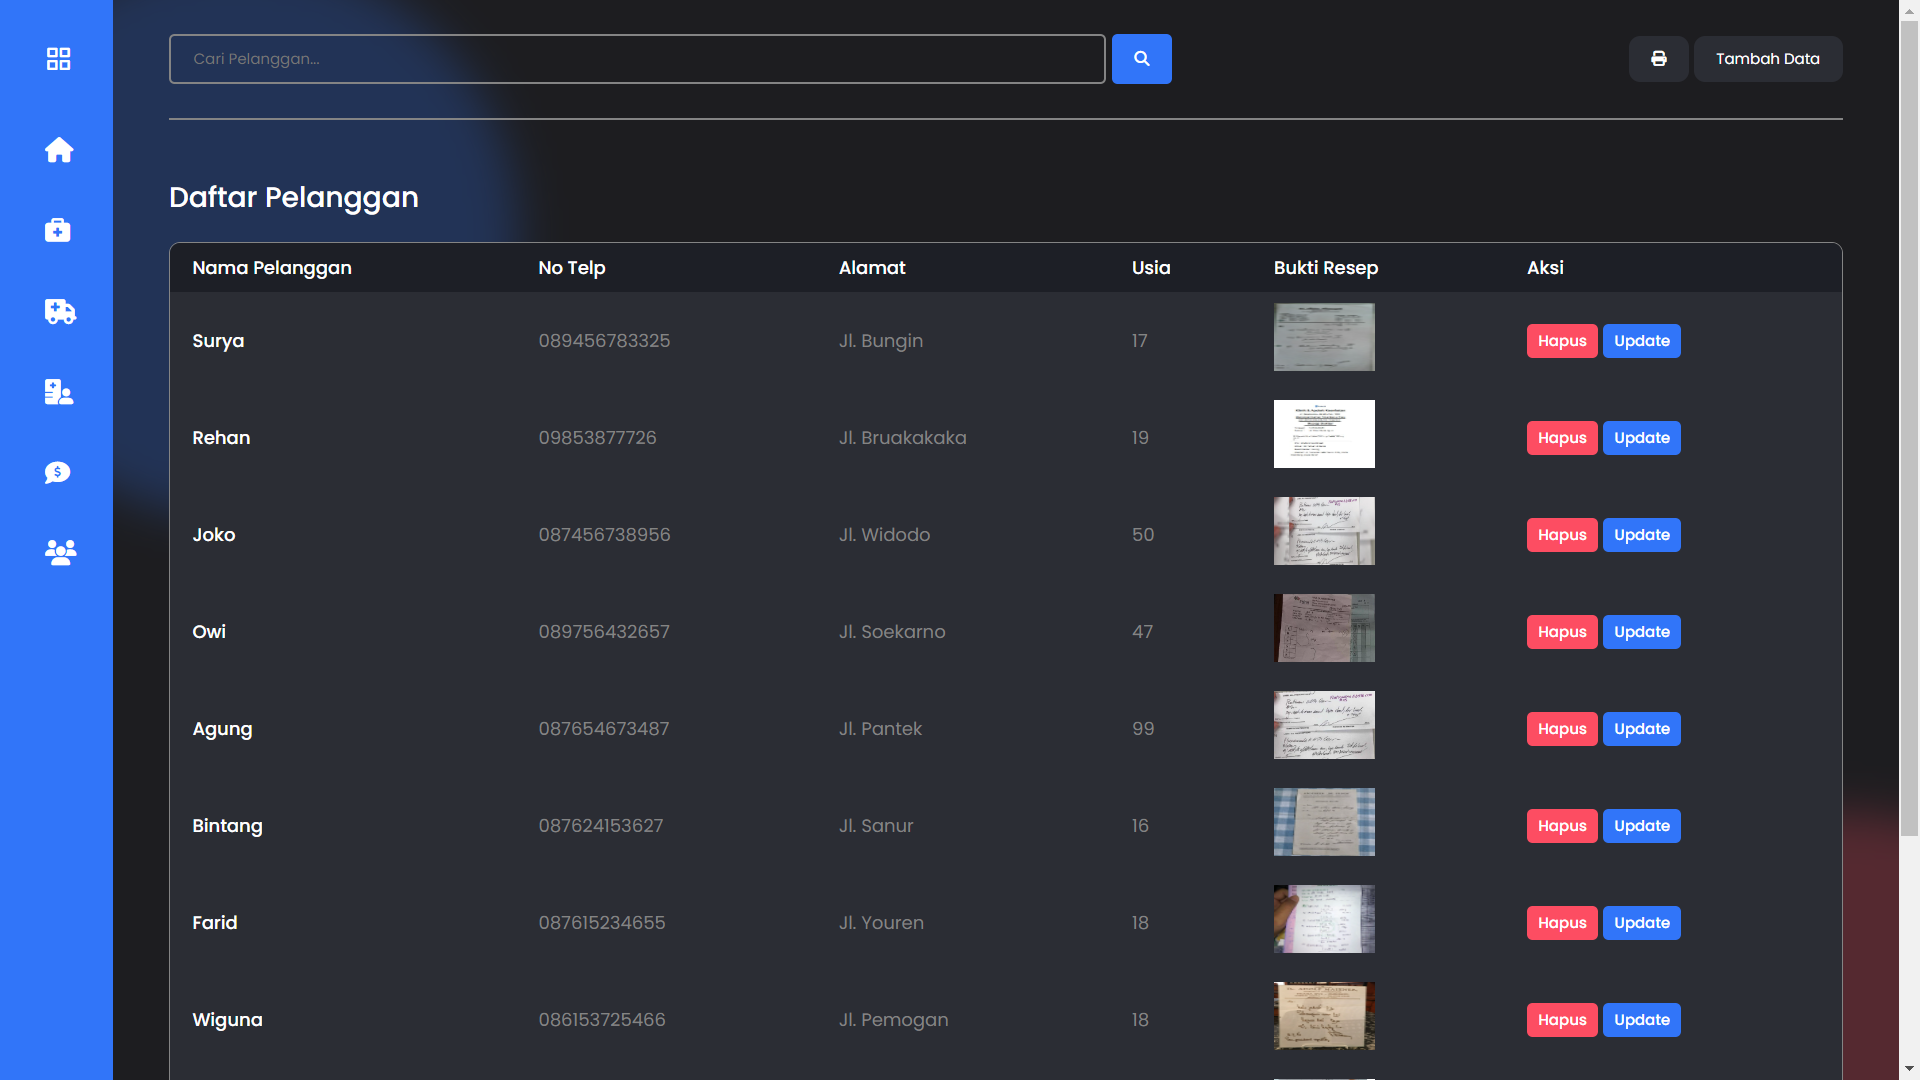 Cari Pelanggan...
Tambah Data
Daftar Pelanggan
Nama Pelanggan No Telp Alamat Usia Bukti Resep Aksi
Surya 089456783325 Jl. Bungin 17 Hapus Update
Rehan 09853877726 Jl. Bruakakaka 19 Hapus Update
Joko 087456738956 Jl. Widodo 50 Hapus Update
Owi 089756432657 Jl. Soekarno 47 Hapus Update
Agung 087654673487 Jl. Pantek 99 Hapus Update
Bintang 087624153627 Jl. Sanur 16 Hapus Update
Farid 087615234655 Jl. Youren 18 Hapus Update
Wiguna 086153725466 Jl. Pemogan 18 Hapus Update